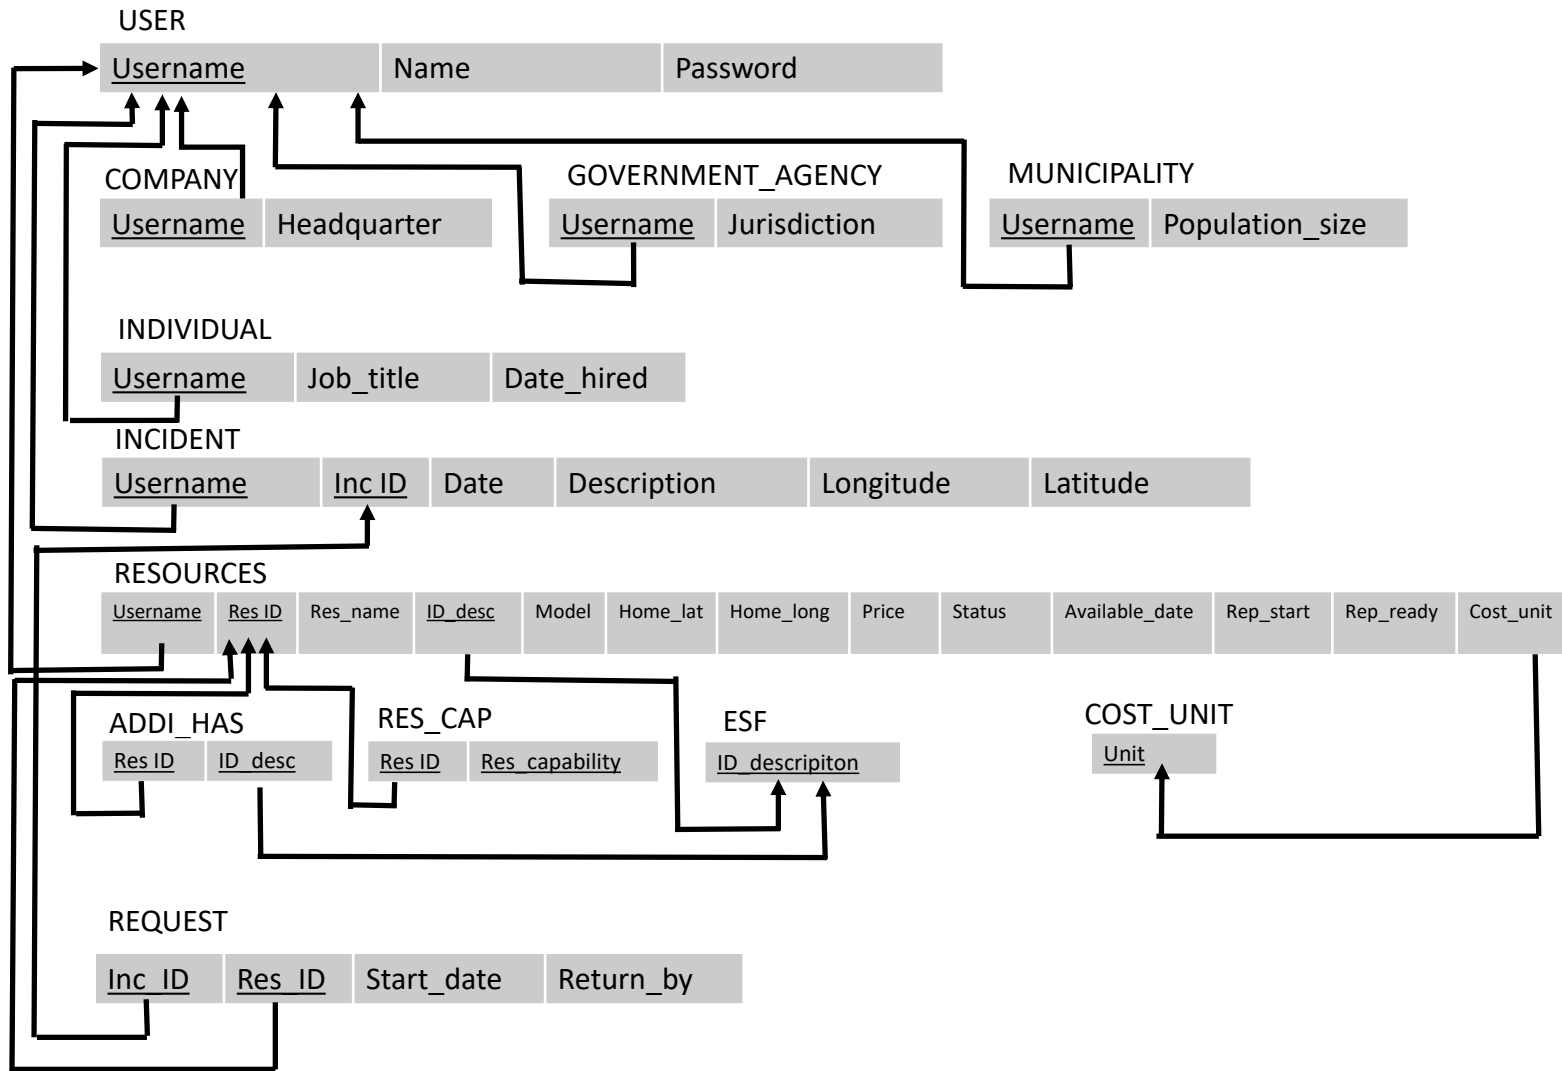 USER
Username Name Password
COMPANY GOVERNMENT_AGENCY MUNICIPALITY
Username Headquarter Username Jurisdiction Username Population_size
INDIVIDUAL
Username Job_title Date_hired
INCIDENT
Username Inc ID Date Description Longitude Latitude
RESOURCES
Username Res ID Res_name ID_desc Model Home_lat Home_long Price Status Available_date Rep_start Rep_ready Cost_unit
ADDI_HAS RES_CAP ESF COST_UNIT
Res ID ID_desc Res ID Res_capability ID_descripiton Unit
REQUEST
Inc_ID Res_ID Start_date Return_by